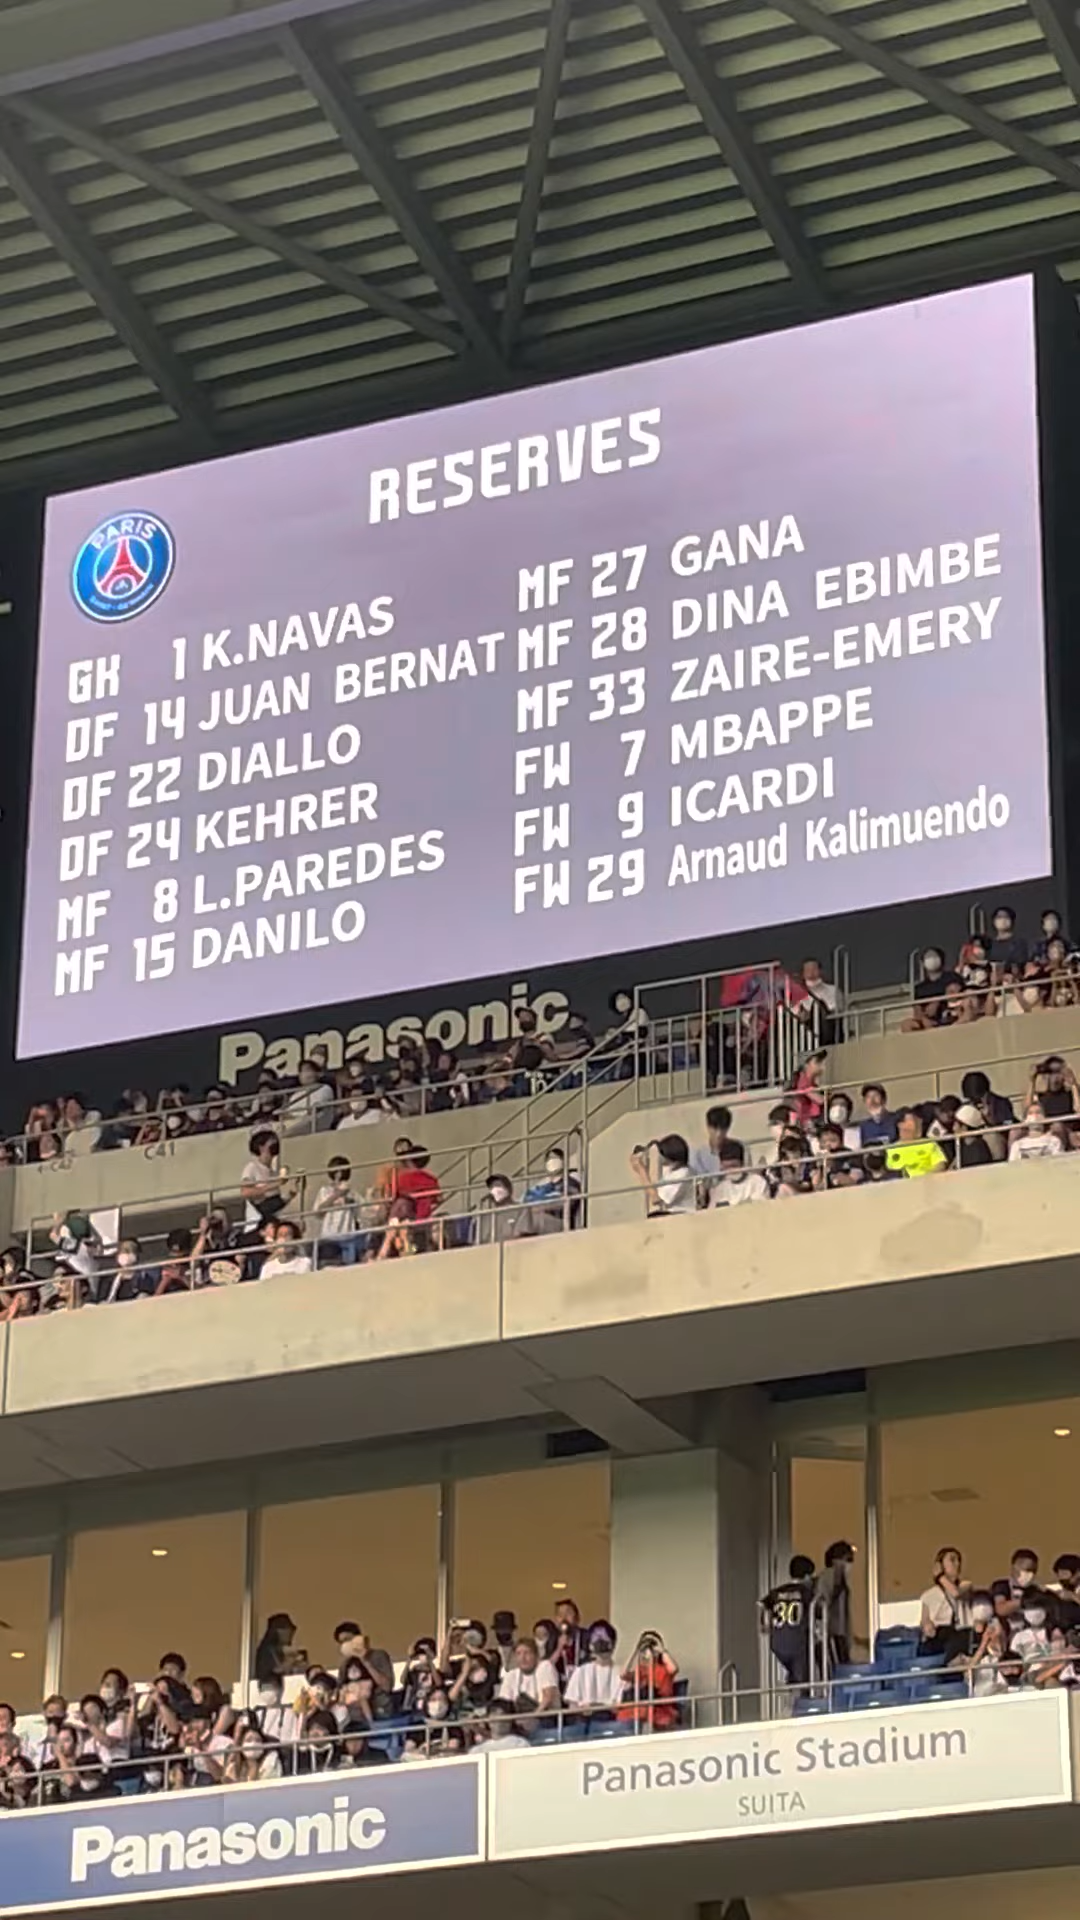 RESERVES
PARIS
GK 1 K.NAVAS
DF 14 JUAN BERNAT
DF 22 DIALLO
DF 24 KEHRER
MF 8 L.PAREDES
MF 15 DANILO
MF 27 GANA
MF 28 DINA EBIMBE
MF 33 ZAIRE-EMERY
FW 7 MBAPPE
FW 9 ICARDI
FW 29 Arnaud Kalimuendo
Panasonic
C41
30
Panasonic
Panasonic Stadium
SUITA